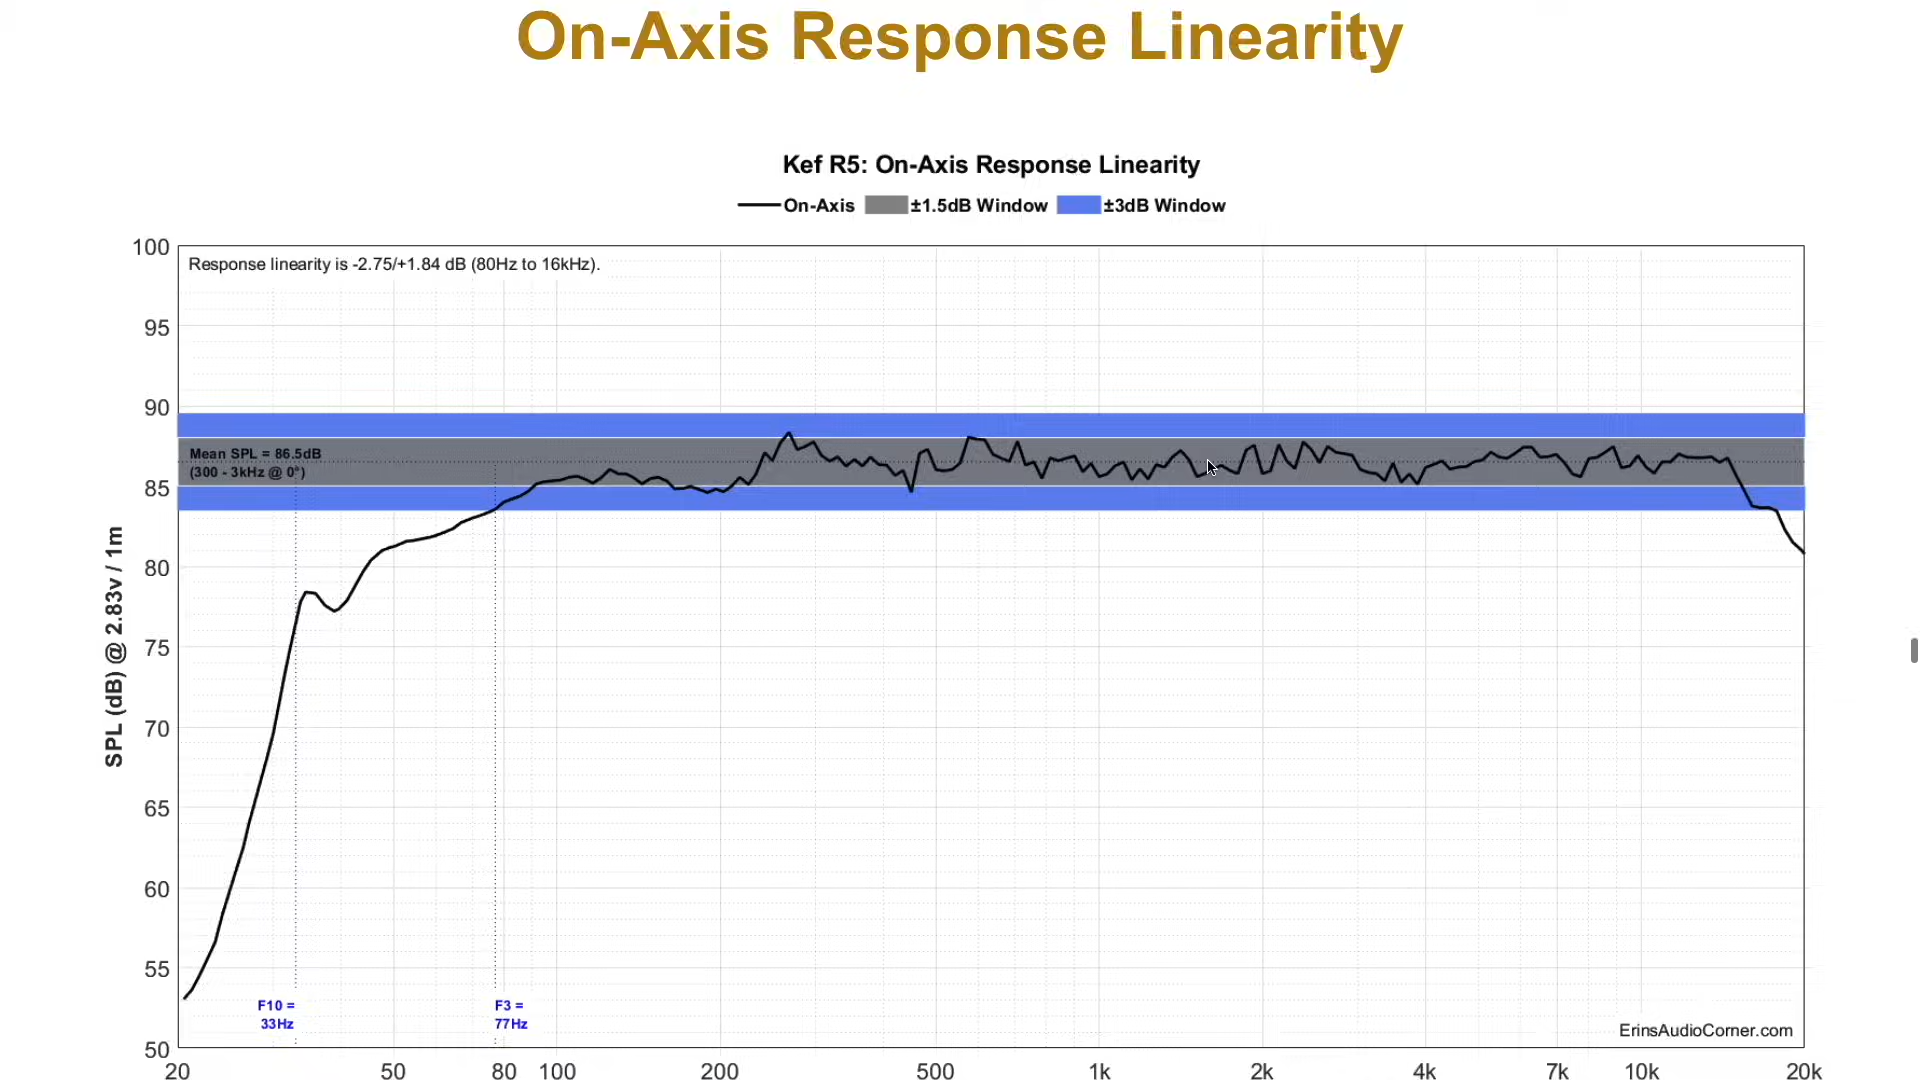 On-Axis Response Linearity
Kef R5: On-Axis Response Linearity
On-Axis ±1.5dB Window ±3dB Window
Response linearity is -2.75/+1.84 dB (80Hz to 16kHz).
Mean SPL = 86.5dB
(300 - 3kHz @ 0°)
SPL (dB) @ 2.83v / 1m
100
95
90
85
80
75
70
65
60
55
50
F10 =
33Hz
F3 =
77Hz
ErinsAudioCorner.com
20 50 80 100 200 500 1k 2k 4k 7k 10k 20k